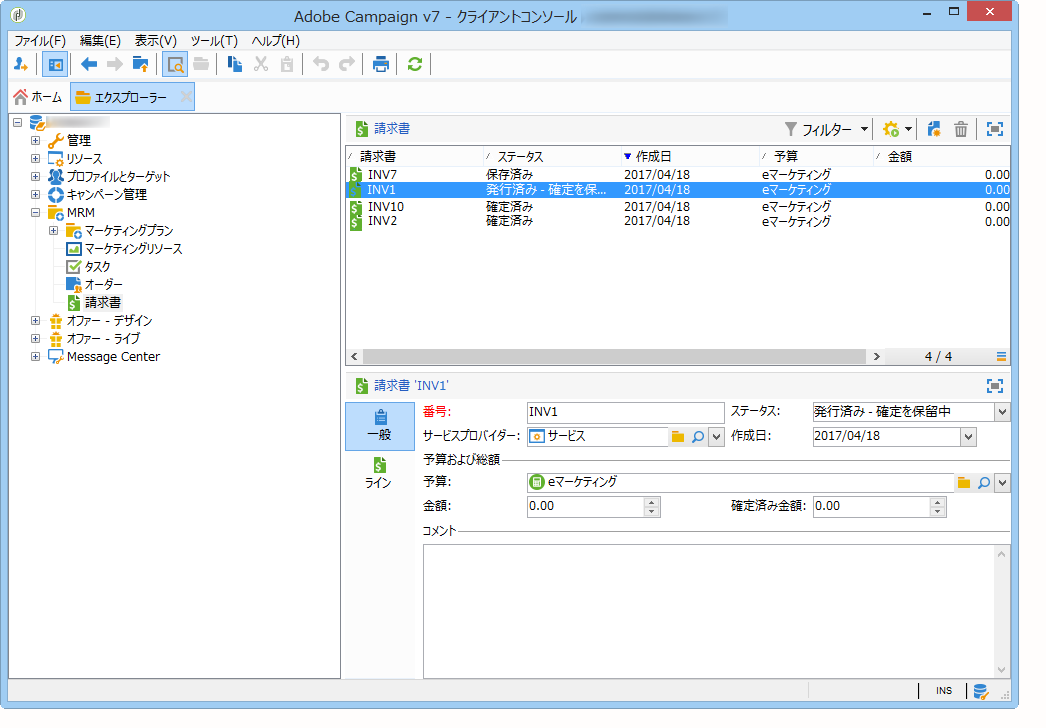 Adobe Campaign v7 - クライアントコンソール
ファイル(F) 編集(E) 表示(V) ツール(T) ヘルプ(H)
ホーム エクスプローラー
管理
リソース
プロファイルとターゲット
キャンペーン管理
MRM
マーケティングプラン
マーケティングリソース
タスク
オーダー
請求書
オファー - デザイン
オファー - ライブ
Message Center
請求書 フィルター
請求書 ステータス 作成日 予算 金額
INV7 保存済み 2017/04/18 eマーケティング 0.00
INV1 発行済み - 確定を保... 2017/04/18 eマーケティング 0.00
INV10 確定済み 2017/04/18 eマーケティング 0.00
INV2 確定済み 2017/04/18 eマーケティング 0.00
4 / 4
請求書 'INV1'
一般
ライン
番号: INV1 ステータス: 発行済み - 確定を保留中
サービスプロバイダー: サービス 作成日: 2017/04/18
予算および総額
予算: eマーケティング
金額: 0.00 確定済み金額: 0.00
コメント
INS